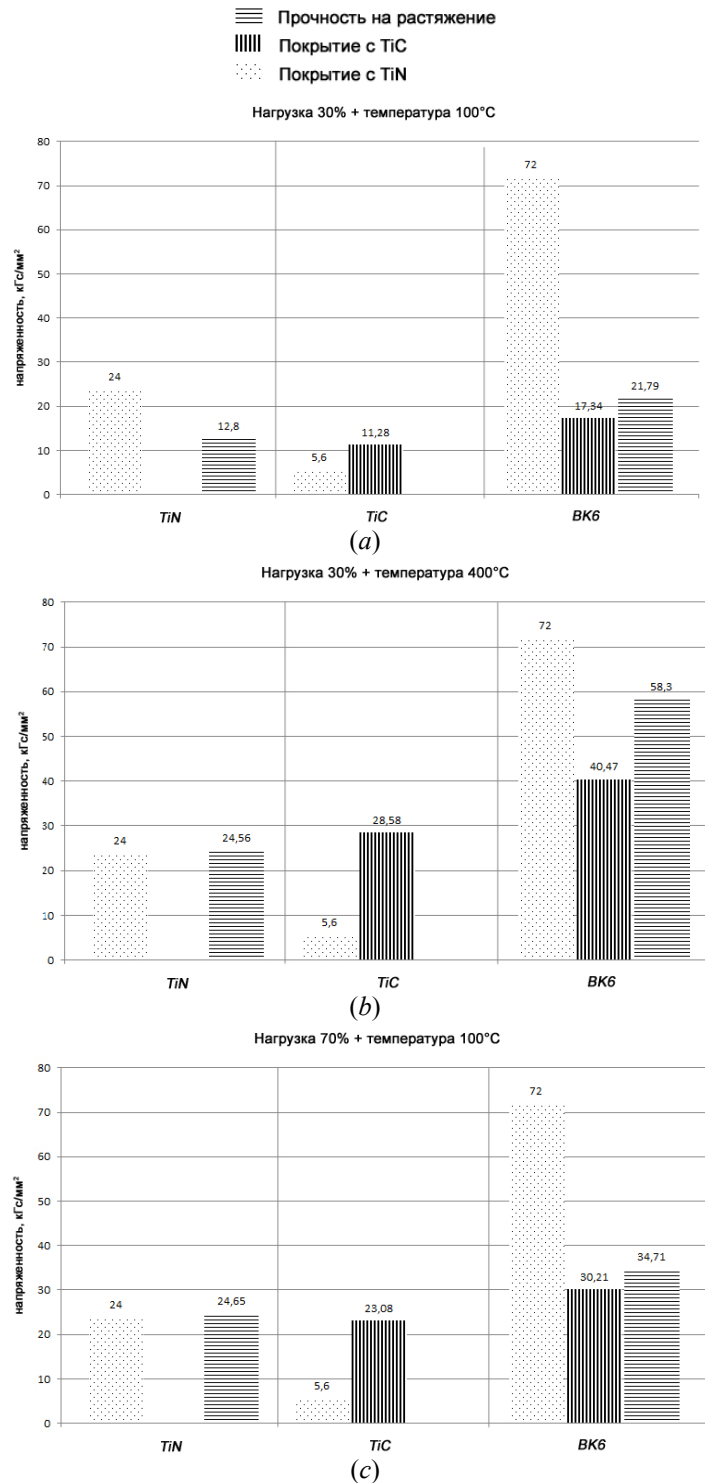 Прочность на растяжение
Покрытие с TiC
Покрытие с TiN
Нагрузка 30% + температура 100°C
напряженность, кГс/мм²
80
70
60
50
40
30
20
10
0
24
12,8
5,6
11,28
72
17,34
21,79
TiN
TiC
BK6
(a)
Нагрузка 30% + температура 400°C
напряженность, кГс/мм²
80
70
60
50
40
30
20
10
0
24
24,56
5,6
28,58
72
40,47
58,3
TiN
TiC
BK6
(b)
Нагрузка 70% + температура 100°C
напряженность, кГс/мм²
80
70
60
50
40
30
20
10
0
24
24,65
5,6
23,08
72
30,21
34,71
TiN
TiC
BK6
(c)